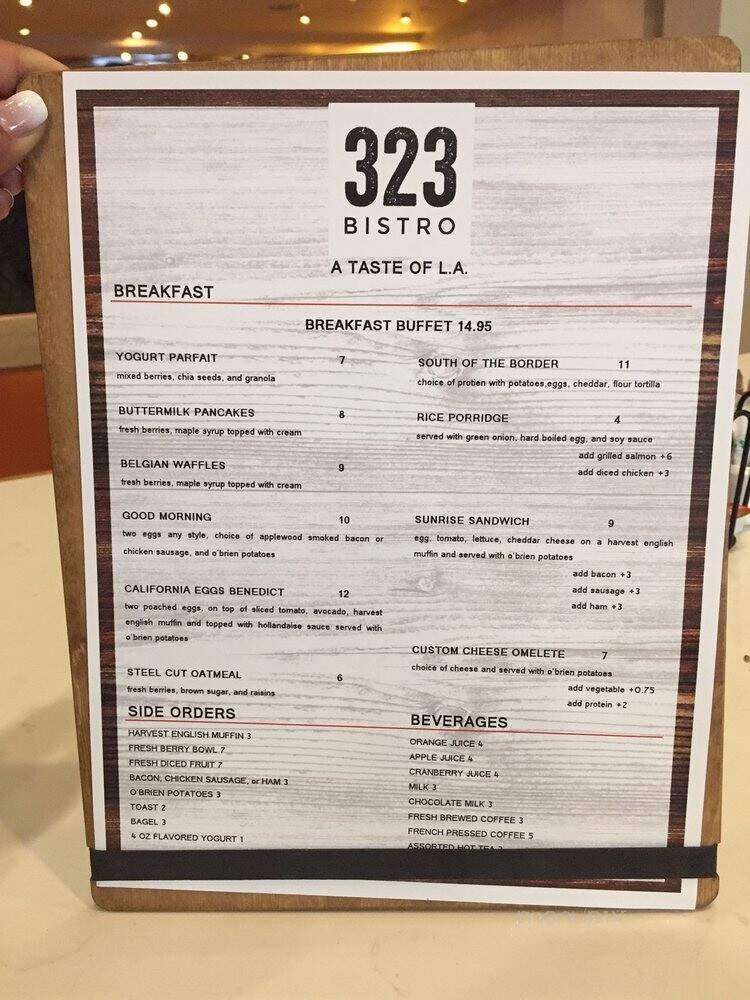 323
BISTRO
A TASTE OF L.A.
BREAKFAST
BREAKFAST BUFFET 14.95
YOGURT PARFAIT 7
mixed berries, chia seeds, and granola
BUTTERMILK PANCAKES 8
fresh berries, maple syrup topped with cream
BELGIAN WAFFLES 9
fresh berries, maple syrup topped with cream
GOOD MORNING 10
two eggs any style, choice of applewood smoked bacon or
chicken sausage, and o'brien potatoes
CALIFORNIA EGGS BENEDICT 12
two poached eggs, on top of sliced tomato, avocado, harvest
english muffin and topped with hollandaise sauce served with
o'brien potatoes
STEEL CUT OATMEAL 6
fresh berries, brown sugar, and raisins
SOUTH OF THE BORDER 11
choice of protien with potatoes,eggs, cheddar, flour tortilla
RICE PORRIDGE 4
served with green onion, hard boiled egg, and soy sauce
add grilled salmon +6
add diced chicken +3
SUNRISE SANDWICH 9
egg, tomato, lettuce, cheddar cheese on a harvest english
muffin and served with o'brien potatoes
add bacon +3
add sausage +3
add ham +3
CUSTOM CHEESE OMELETE 7
choice of cheese and served with o'brien potatoes
add vegetable +0.75
add protein +2
SIDE ORDERS
HARVEST ENGLISH MUFFIN 3
FRESH BERRY BOWL 7
FRESH DICED FRUIT 7
BACON, CHICKEN SAUSAGE, or HAM 3
O'BRIEN POTATOES 3
TOAST 2
BAGEL 3
4 OZ FLAVORED YOGURT 1
BEVERAGES
ORANGE JUICE 4
APPLE JUICE 4
CRANBERRY JUICE 4
MILK 3
CHOCOLATE MILK 3
FRESH BREWED COFFEE 3
FRENCH PRESSED COFFEE 5
ASSORTED HOT TEA 3